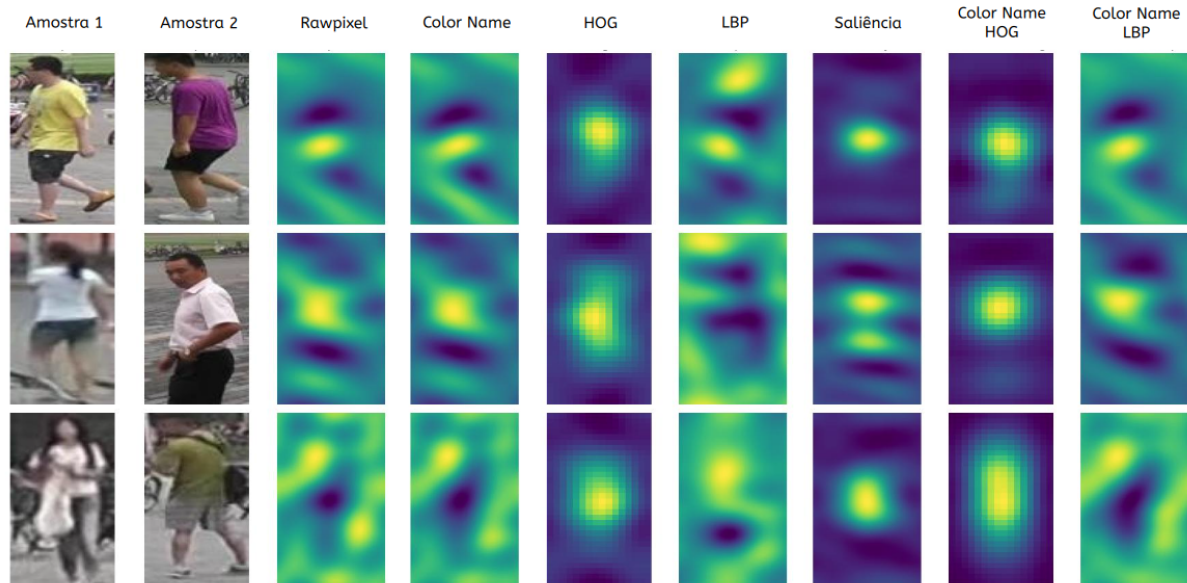 Amostra 1
Amostra 2
Rawpixel
Color Name
HOG
LBP
Saliência
Color Name
HOG
Color Name
LBP